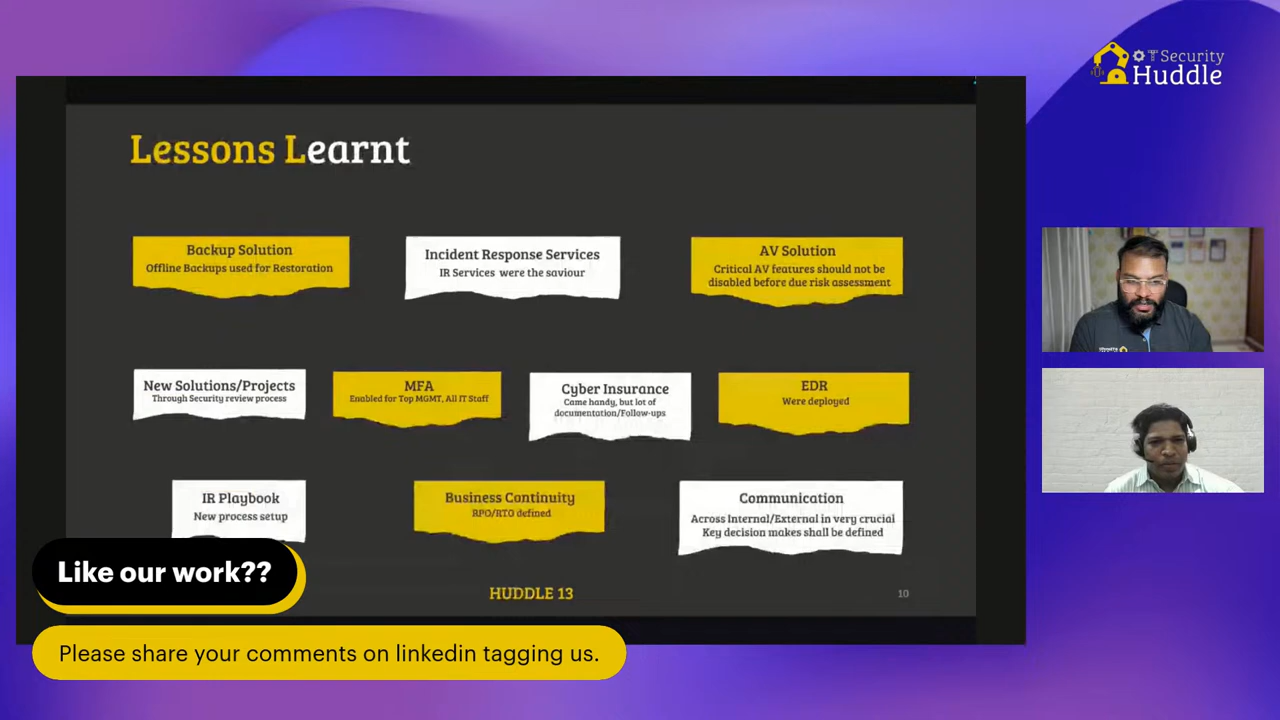 OT Security
Huddle
Lessons Learnt
Backup Solution
Offline Backups used for Restoration
Incident Response Services
IR Services were the saviour
AV Solution
Critical AV features should not be
disabled before due risk assessment
New Solutions/Projects
Through Security review process
MFA
Enabled for Top MGMT, All IT Staff
Cyber Insurance
Came handy, but lot of
documentation/Follow-ups
EDR
Were deployed
IR Playbook
New process setup
Business Continuity
RPO/RTO defined
Communication
Across Internal/External in very crucial
Key decision makes shall be defined
HUDDLE 13
10
Like our work??
Please share your comments on linkedin tagging us.